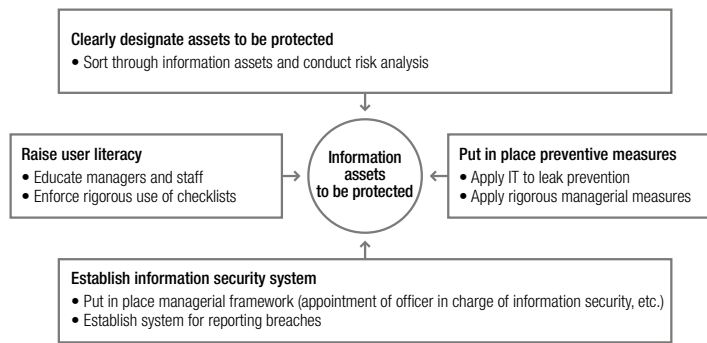 Clearly designate assets to be protected
• Sort through information assets and conduct risk analysis
Raise user literacy
• Educate managers and staff
• Enforce rigorous use of checklists
Information
assets
to be protected
Put in place preventive measures
• Apply IT to leak prevention
• Apply rigorous managerial measures
Establish information security system
• Put in place managerial framework (appointment of officer in charge of information security, etc.)
• Establish system for reporting breaches